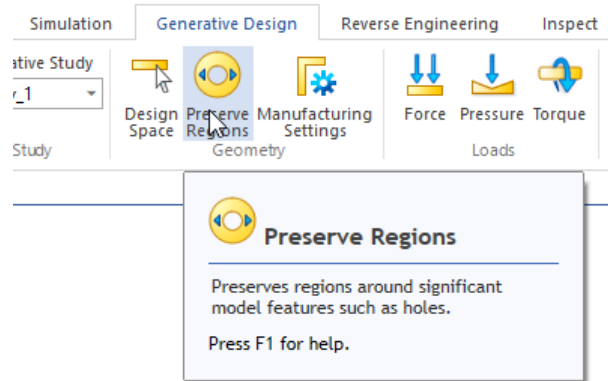 Simulation Generative Design Reverse Engineering Inspect
ative Study
y_1
Design Space
Preserve Regions
Manufacturing Settings
Force Pressure Torque
Study Geometry Loads
Preserve Regions
Preserves regions around significant
model features such as holes.
Press F1 for help.